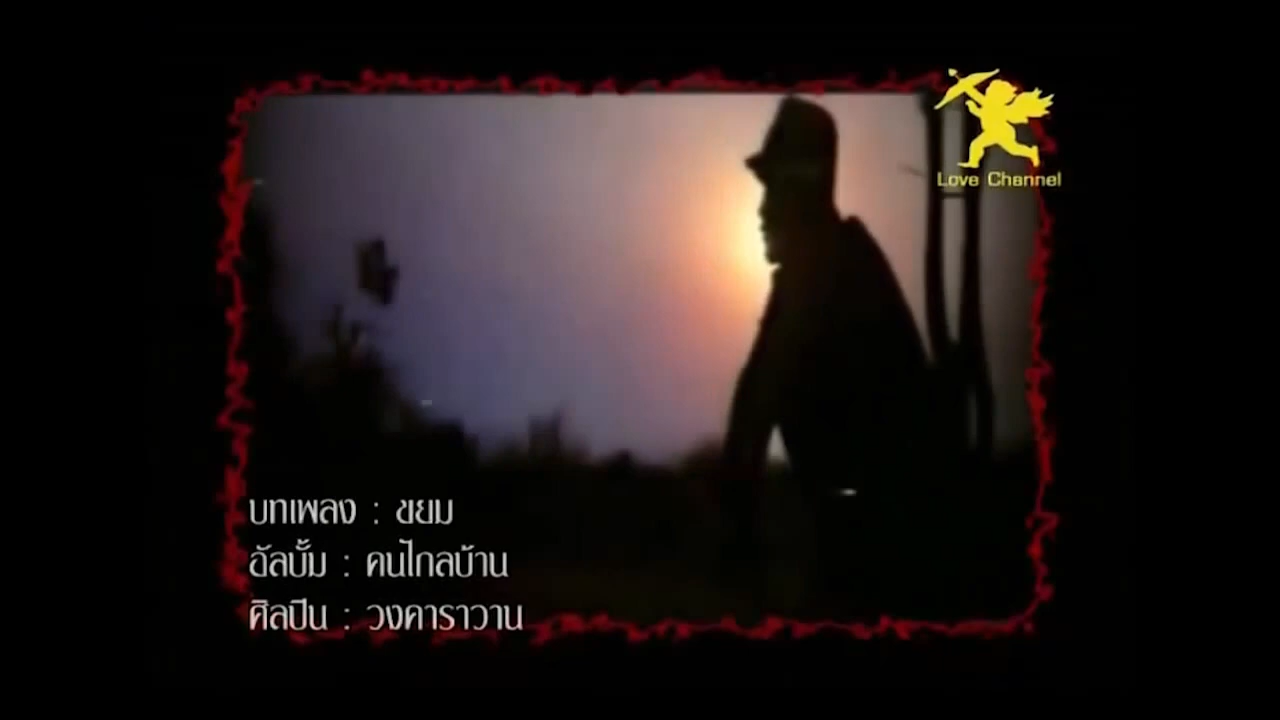 Love Channel
บทเพลง : ขยม
อัลบั้ม : คนไกลบ้าน
ศิลปิน : วงคาราวาน